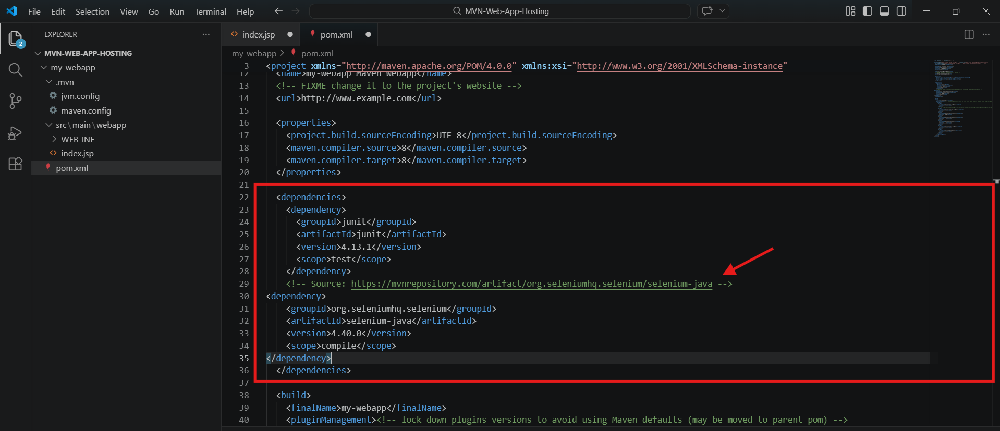 File Edit Selection View Go Run Terminal Help
MVN-Web-App-Hosting
EXPLORER
2
MVN-WEB-APP-HOSTING
my-webapp
.mvn
jvm.config
maven.config
src\main\webapp
WEB-INF
index.jsp
pom.xml
index.jsp
pom.xml
my-webapp > pom.xml
3 <project xmlns="http://maven.apache.org/POM/4.0.0" xmlns:xsi="http://www.w3.org/2001/XMLSchema-instance"
12 <name>my-webapp Maven Webapp</name>
13 <!-- FIXME change it to the project's website -->
14 <url>http://www.example.com</url>
15
16 <properties>
17 <project.build.sourceEncoding>UTF-8</project.build.sourceEncoding>
18 <maven.compiler.source>8</maven.compiler.source>
19 <maven.compiler.target>8</maven.compiler.target>
20 </properties>
21
22 <dependencies>
23 <dependency>
24 <groupId>junit</groupId>
25 <artifactId>junit</artifactId>
26 <version>4.13.1</version>
27 <scope>test</scope>
28 </dependency>
29 <!-- Source: https://mvnrepository.com/artifact/org.seleniumhq.selenium/selenium-java -->
30 <dependency>
31 <groupId>org.seleniumhq.selenium</groupId>
32 <artifactId>selenium-java</artifactId>
33 <version>4.40.0</version>
34 <scope>compile</scope>
35 </dependency>
36 </dependencies>
37
38 <build>
39 <finalName>my-webapp</finalName>
40 <pluginManagement><!-- lock down plugins versions to avoid using Maven defaults (may be moved to parent pom) -->